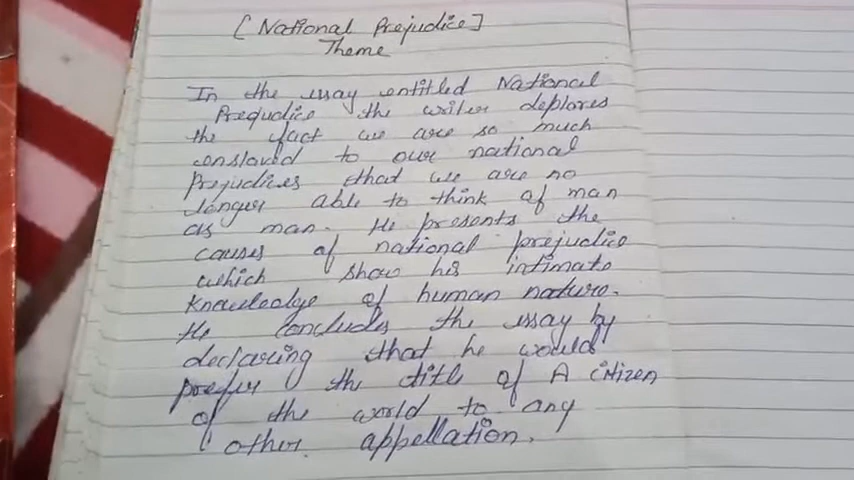 [National Prejudice]
Theme
In the essay entitled National
Prequdice the writer deplores
the fact we are so much
enslaved to our national
Prejudices that we are no
longer able to think of man
as man. He presents the
causes of national prejudice
which show his intimate
knowledge of human nature.
He concludes the essay by
declaring that he would
prefer the title of A citizen
of the world to any
other appellation.